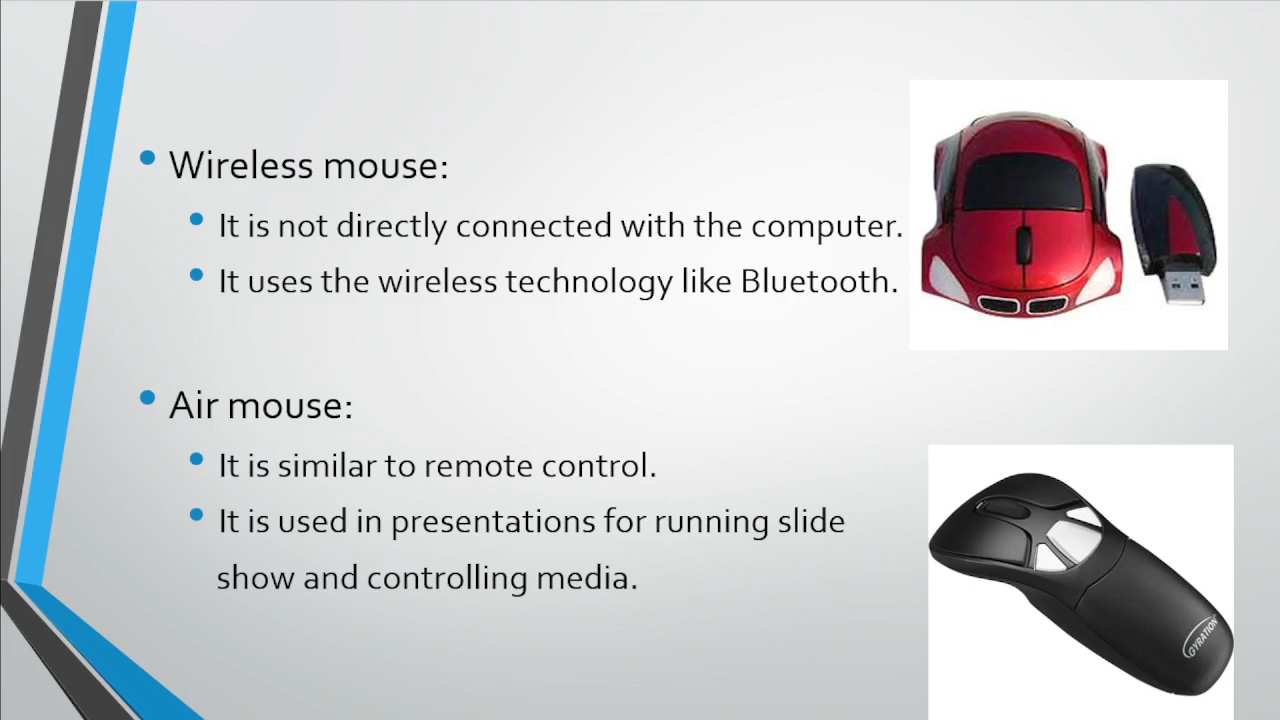 Wireless mouse:
It is not directly connected with the computer.
It uses the wireless technology like Bluetooth.
Air mouse:
It is similar to remote control.
It is used in presentations for running slide
show and controlling media.
GYRATION